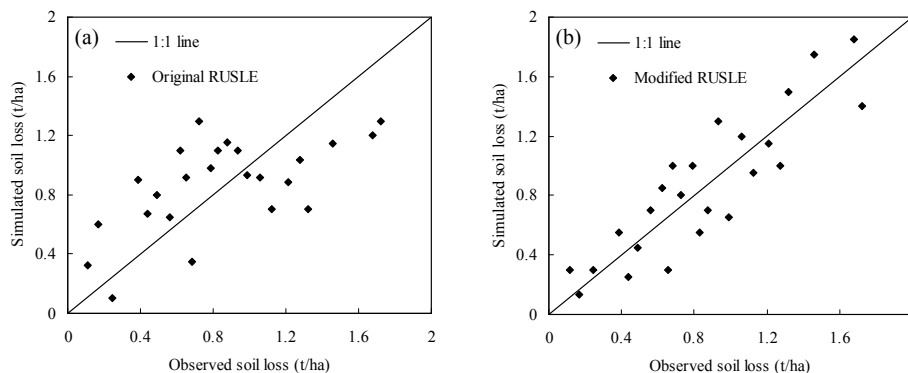 (a)
1:1 line
Original RUSLE
Simulated soil loss (t/ha)
2
1.6
1.2
0.8
0.4
0
0 0.4 0.8 1.2 1.6 2
Observed soil loss (t/ha)
(b)
1:1 line
Modified RUSLE
Simulated soil loss (t/ha)
2
1.6
1.2
0.8
0.4
0
0 0.4 0.8 1.2 1.6
Observed soil loss (t/ha)